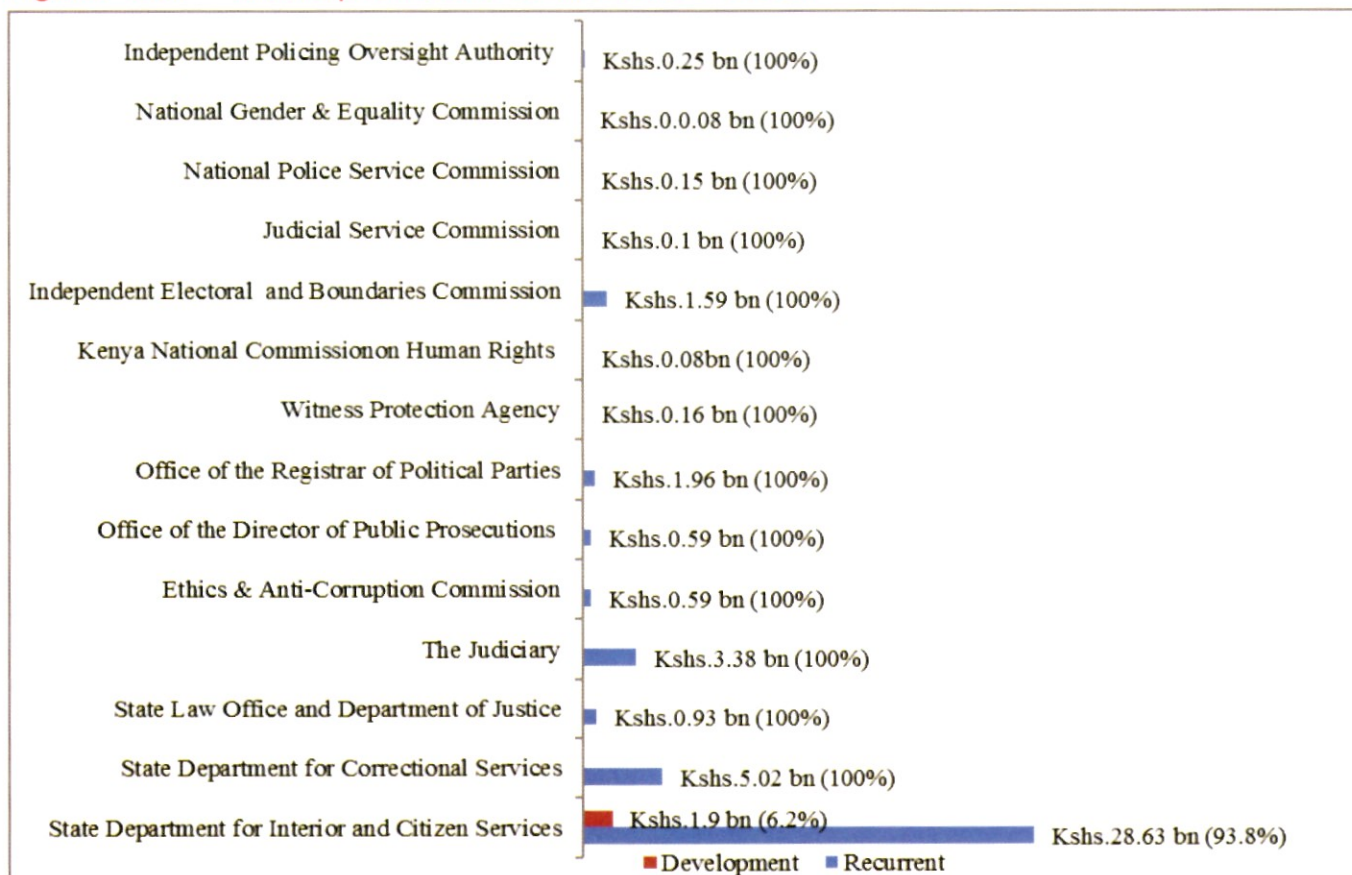 Independent Policing Oversight Authority Kshs.0.25 bn (100%)
National Gender & Equality Commission Kshs.0.0.08 bn (100%)
National Police Service Commission Kshs.0.15 bn (100%)
Judicial Service Commission Kshs.0.1 bn (100%)
Independent Electoral and Boundaries Commission Kshs.1.59 bn (100%)
Kenya National Commissionon Human Rights Kshs.0.08bn (100%)
Witness Protection Agency Kshs.0.16 bn (100%)
Office of the Registrar of Political Parties Kshs.1.96 bn (100%)
Office of the Director of Public Prosecutions Kshs.0.59 bn (100%)
Ethics & Anti-Corruption Commission Kshs.0.59 bn (100%)
The Judiciary Kshs.3.38 bn (100%)
State Law Office and Department of Justice Kshs.0.93 bn (100%)
State Department for Correctional Services Kshs.5.02 bn (100%)
Kshs.1.9 bn (6.2%)
State Department for Interior and Citizen Services Kshs.28.63 bn (93.8%)
Development Recurrent